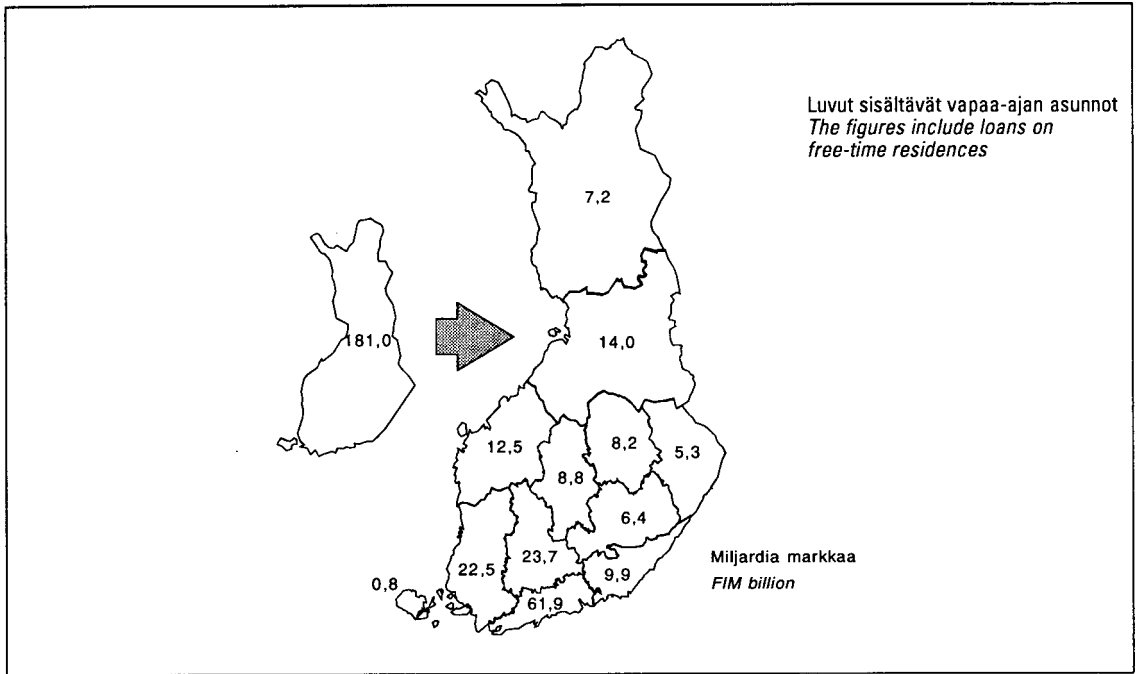 Luvut sisältävät vapaa-ajan asunnot
The figures include loans on
free-time residences
7,2
181,0
14,0
12,5
8,8
8,2
5,3
6,4
22,5
23,7
9,9
0,8
61,9
Miljardia markkaa
FIM billion